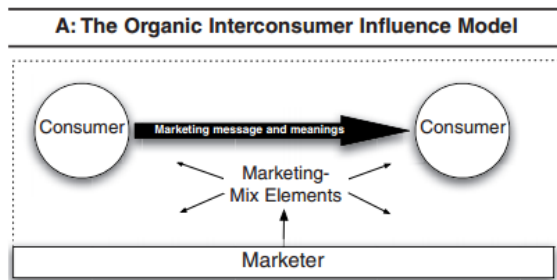 A: The Organic Interconsumer Influence Model
Consumer
Marketing message and meanings
Consumer
Marketing-
Mix Elements
Marketer